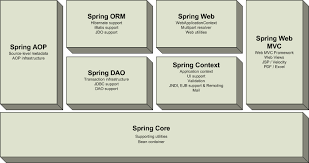 Spring AOP
Source-level metadata
AOP infrastructure
Spring ORM
Hibernate support
iBatis support
JDO support
Spring DAO
Transaction infrastructure
JDBC support
DAO support
Spring Web
WebApplicationContext
Multipart resolver
Web utilities
Spring Context
Application context
UI support
Validation
JNDI, EJB support & Remoting
Mail
Spring Web
MVC
Web MVC Framework
Web Views
JSP / Velocity
PDF / Excel
Spring Core
Supporting utilities
Bean container